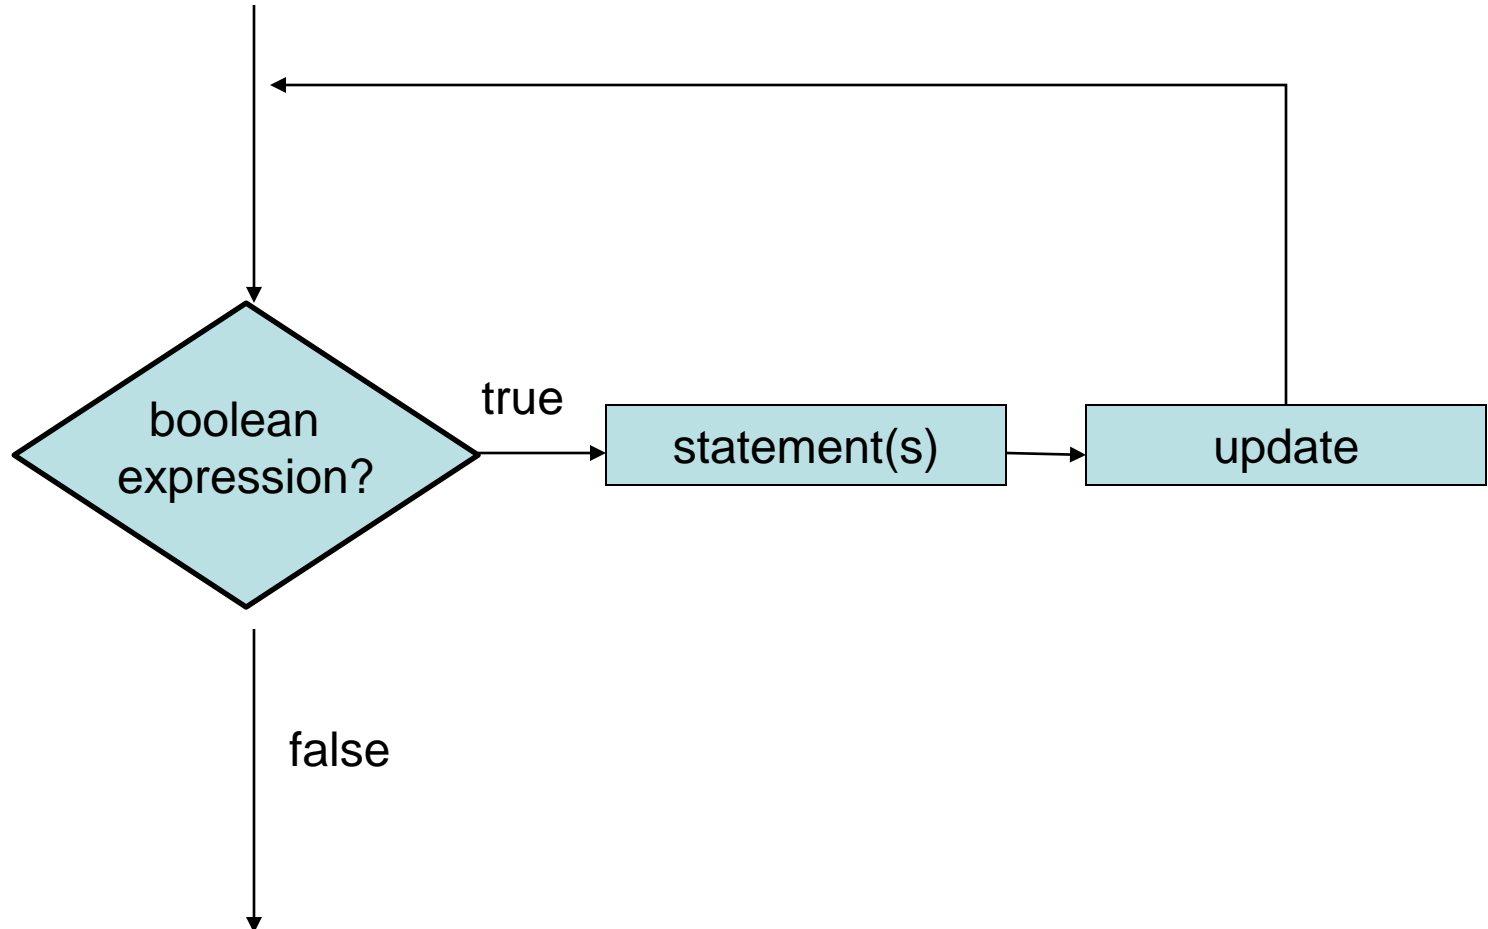 boolean
expression?
true
statement(s)
update
false